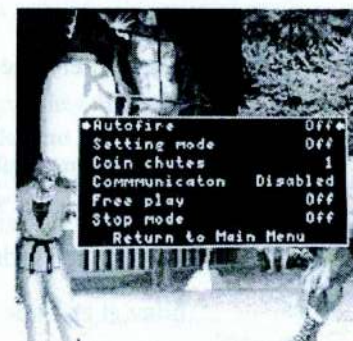 Autofire Off
Setting mode Off
Coin chutes 1
Commmunicaton Disabled
Free play Off
Stop mode Off
Return to Main Menu